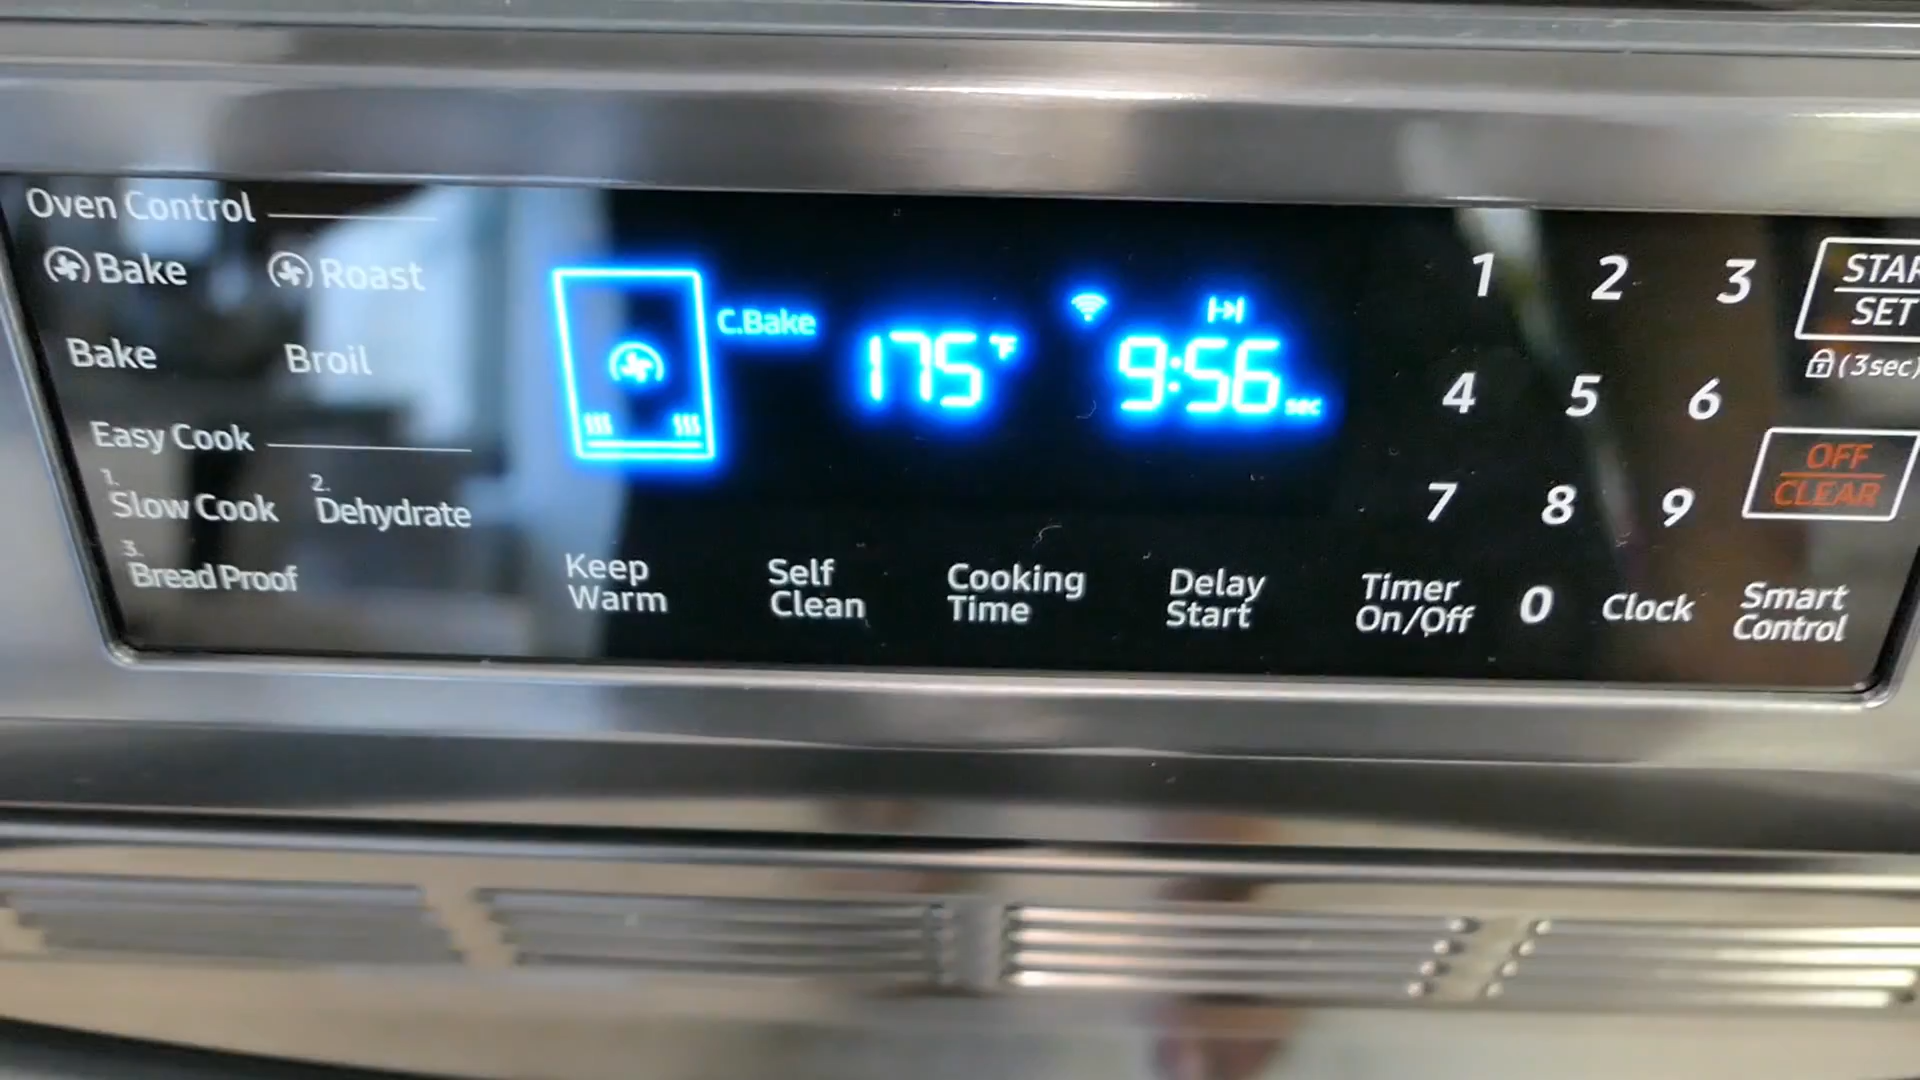 Oven Control
Bake Roast
Bake Broil
Easy Cook
1. Slow Cook 2. Dehydrate
3. Bread Proof
C.Bake 175°F 9:56 sec
Keep Warm
Self Clean
Cooking Time
Delay Start
Timer On/Off
1 2 3
4 5 6
7 8 9
0 Clock
Smart Control
STAR
SET
(3sec)
OFF
CLEAR